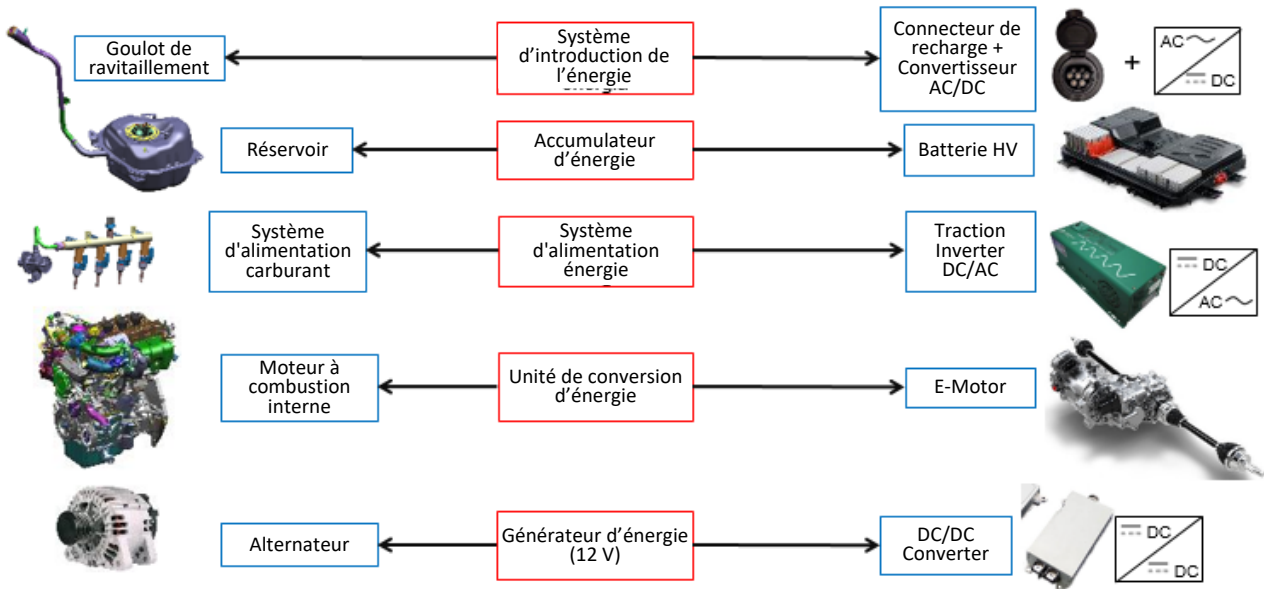 Goulot de
ravitaillement
Système
d’introduction de
l’énergie
Connecteur de
recharge +
Convertisseur
AC/DC
+
AC
DC
Réservoir
Accumulateur
d’énergie
Batterie HV
Système
d'alimentation
carburant
Système
d'alimentation
énergie
Traction
Inverter
DC/AC
DC
AC
Moteur à
combustion
interne
Unité de conversion
d’énergie
E-Motor
Alternateur
Générateur d’énergie
(12 V)
DC/DC
Converter
DC
DC